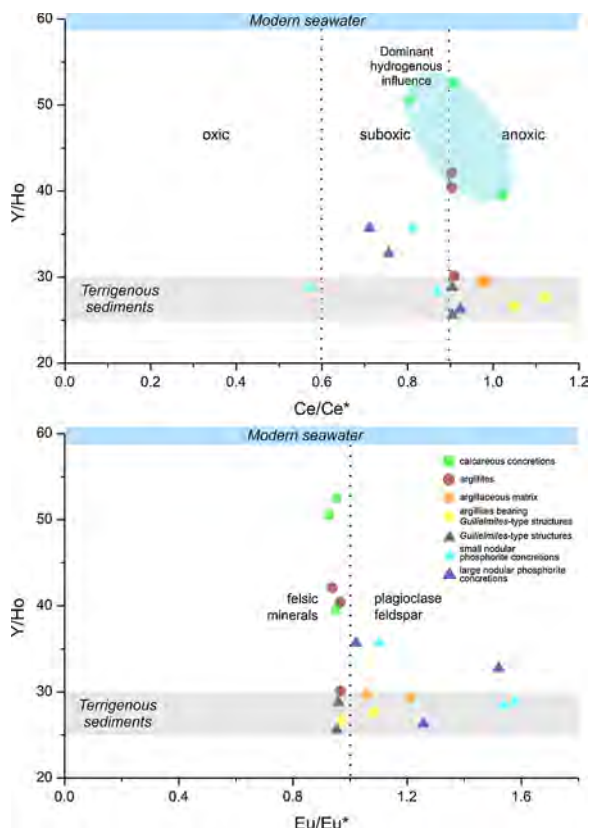 60
Modern seawater
Dominant
hydrogenous
influence
50
oxic
suboxic
anoxic
Y/Ho
40
30
Terrigenous
sediments
20
0.0
0.2
0.4
0.6
0.8
1.0
1.2
Ce/Ce*
60
Modern seawater
calcareous concretions
argillites
argillaceous matrix
argillites bearing
Guilielmites-type structures
Guilielmites-type structures
small nodular
phosphorite concretions
large nodular phosphorite
concretions
50
Y/Ho
40
felsic
minerals
plagioclase
feldspar
30
Terrigenous
sediments
20
0.0
0.4
0.8
1.2
1.6
Eu/Eu*